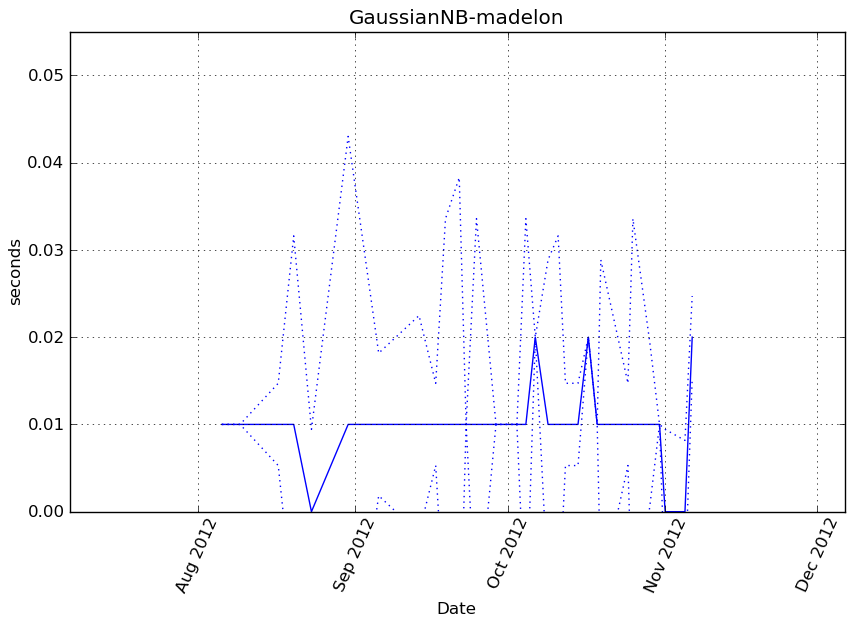 GaussianNB-madelon
seconds
0.05
0.04
0.03
0.02
0.01
0.00
Aug 2012
Sep 2012
Oct 2012
Nov 2012
Dec 2012
Date